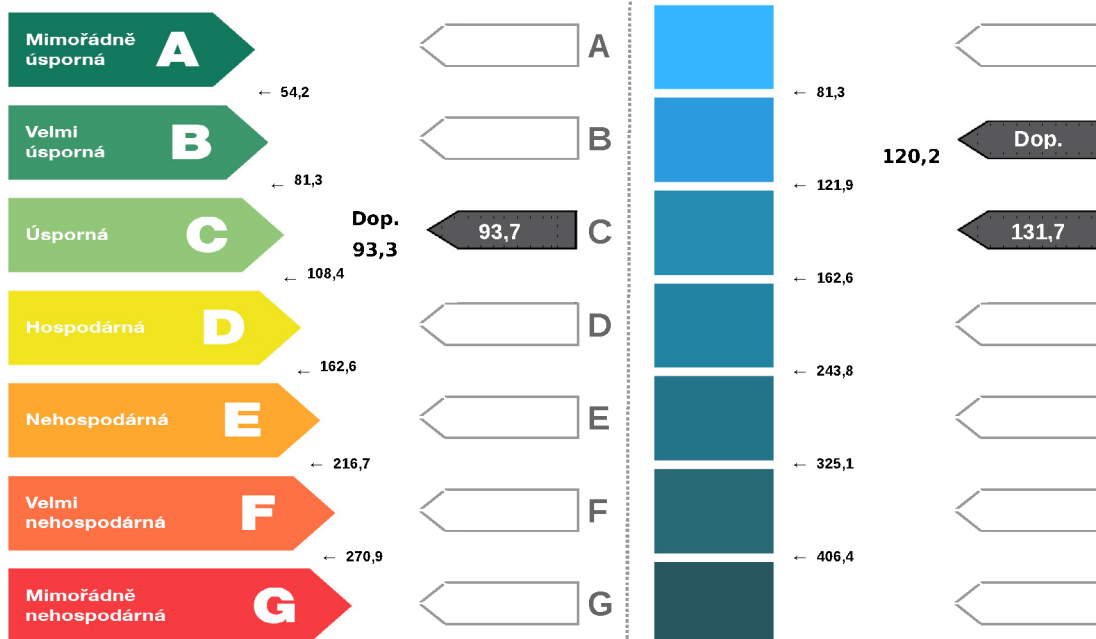 Mimořádně
úsporná
A
A
← 54,2
← 81,3
Velmi
úsporná
B
B
Dop.
120,2
← 81,3
← 121,9
Úsporná
C
Dop.
93,3
93,7
C
131,7
← 108,4
← 162,6
Hospodárná
D
D
← 162,6
← 243,8
Nehospodárná
E
E
← 216,7
← 325,1
Velmi
nehospodárná
F
F
← 270,9
← 406,4
Mimořádně
nehospodárná
G
G